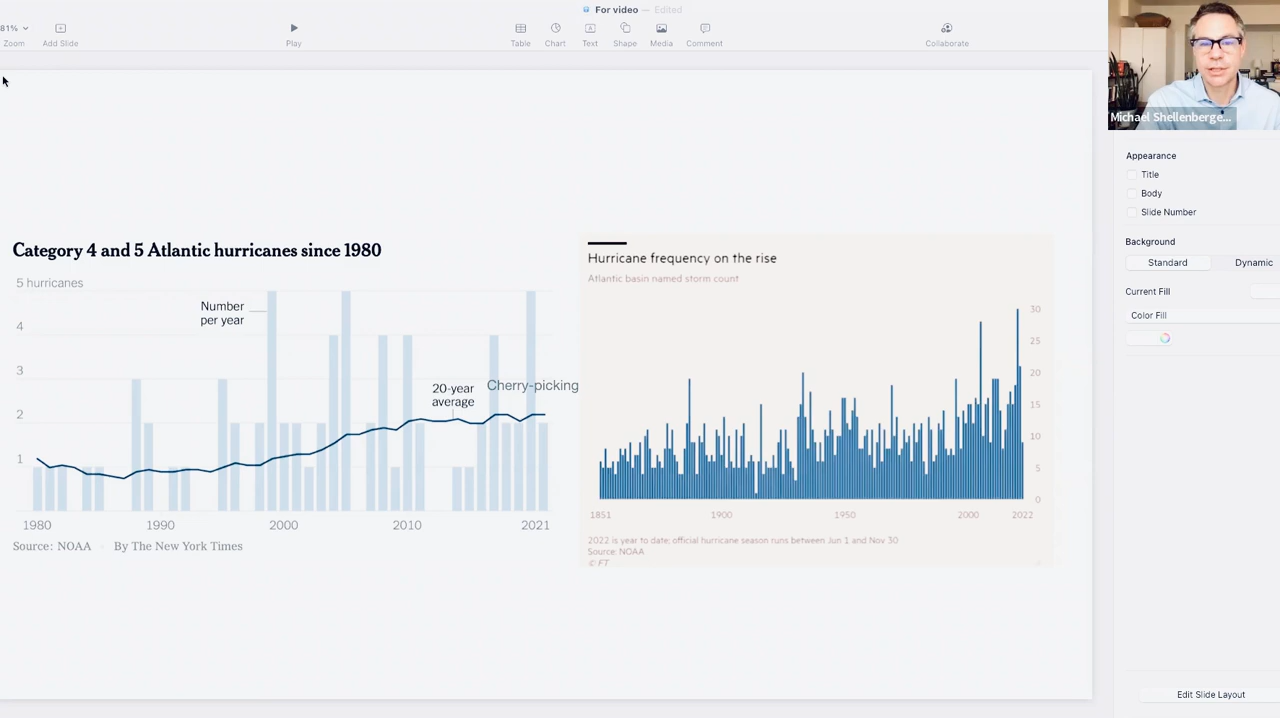 For video — Edited
81%
Zoom
Add Slide
Play
Table
Chart
Text
Shape
Media
Comment
Collaborate
Michael Shellenberge...
Appearance
Title
Body
Slide Number
Background
Standard
Dynamic
Current Fill
Color Fill
Edit Slide Layout
Category 4 and 5 Atlantic hurricanes since 1980
5 hurricanes
4
3
2
1
Number
per year
20-year
average
Cherry-picking
1980
1990
2000
2010
2021
Source: NOAA · By The New York Times
Hurricane frequency on the rise
Atlantic basin named storm count
30
25
20
15
10
5
0
1851
1900
1950
2000
2022
2022 is year to date; official hurricane season runs between Jun 1 and Nov 30
Source: NOAA
© FT